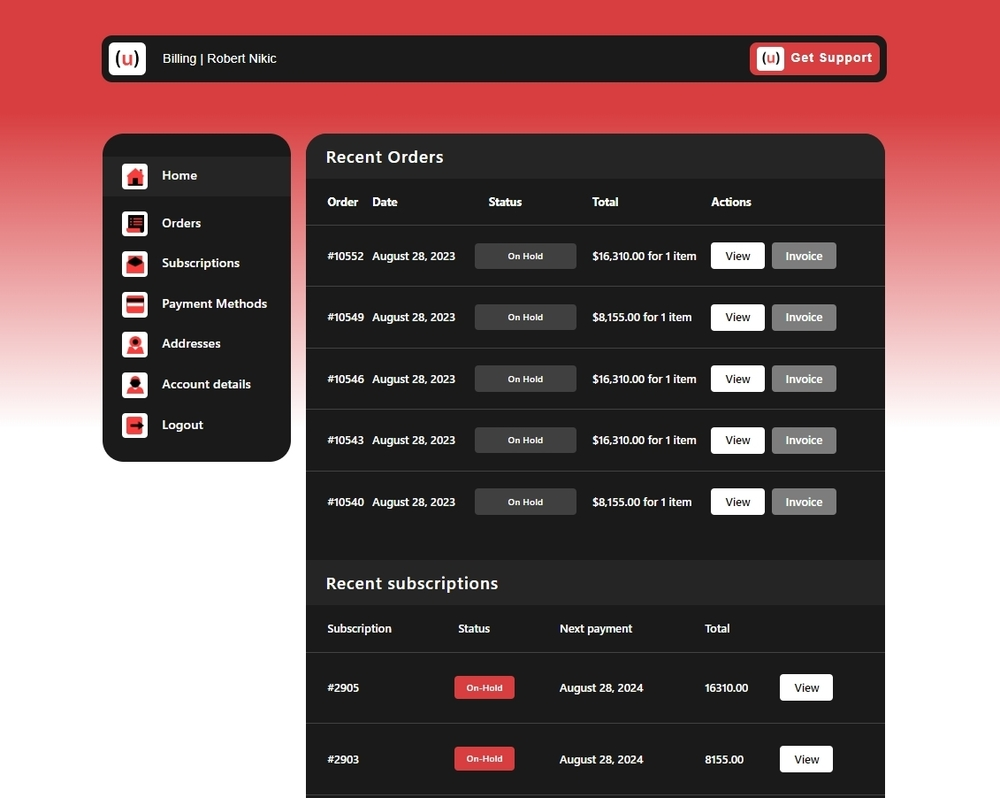 (u) Billing | Robert Nikic (u) Get Support
Home
Orders
Subscriptions
Payment Methods
Addresses
Account details
Logout
Recent Orders
Order Date Status Total Actions
#10552 August 28, 2023 On Hold $16,310.00 for 1 item View Invoice
#10549 August 28, 2023 On Hold $8,155.00 for 1 item View Invoice
#10546 August 28, 2023 On Hold $16,310.00 for 1 item View Invoice
#10543 August 28, 2023 On Hold $16,310.00 for 1 item View Invoice
#10540 August 28, 2023 On Hold $8,155.00 for 1 item View Invoice
Recent subscriptions
Subscription Status Next payment Total
#2905 On-Hold August 28, 2024 16310.00 View
#2903 On-Hold August 28, 2024 8155.00 View